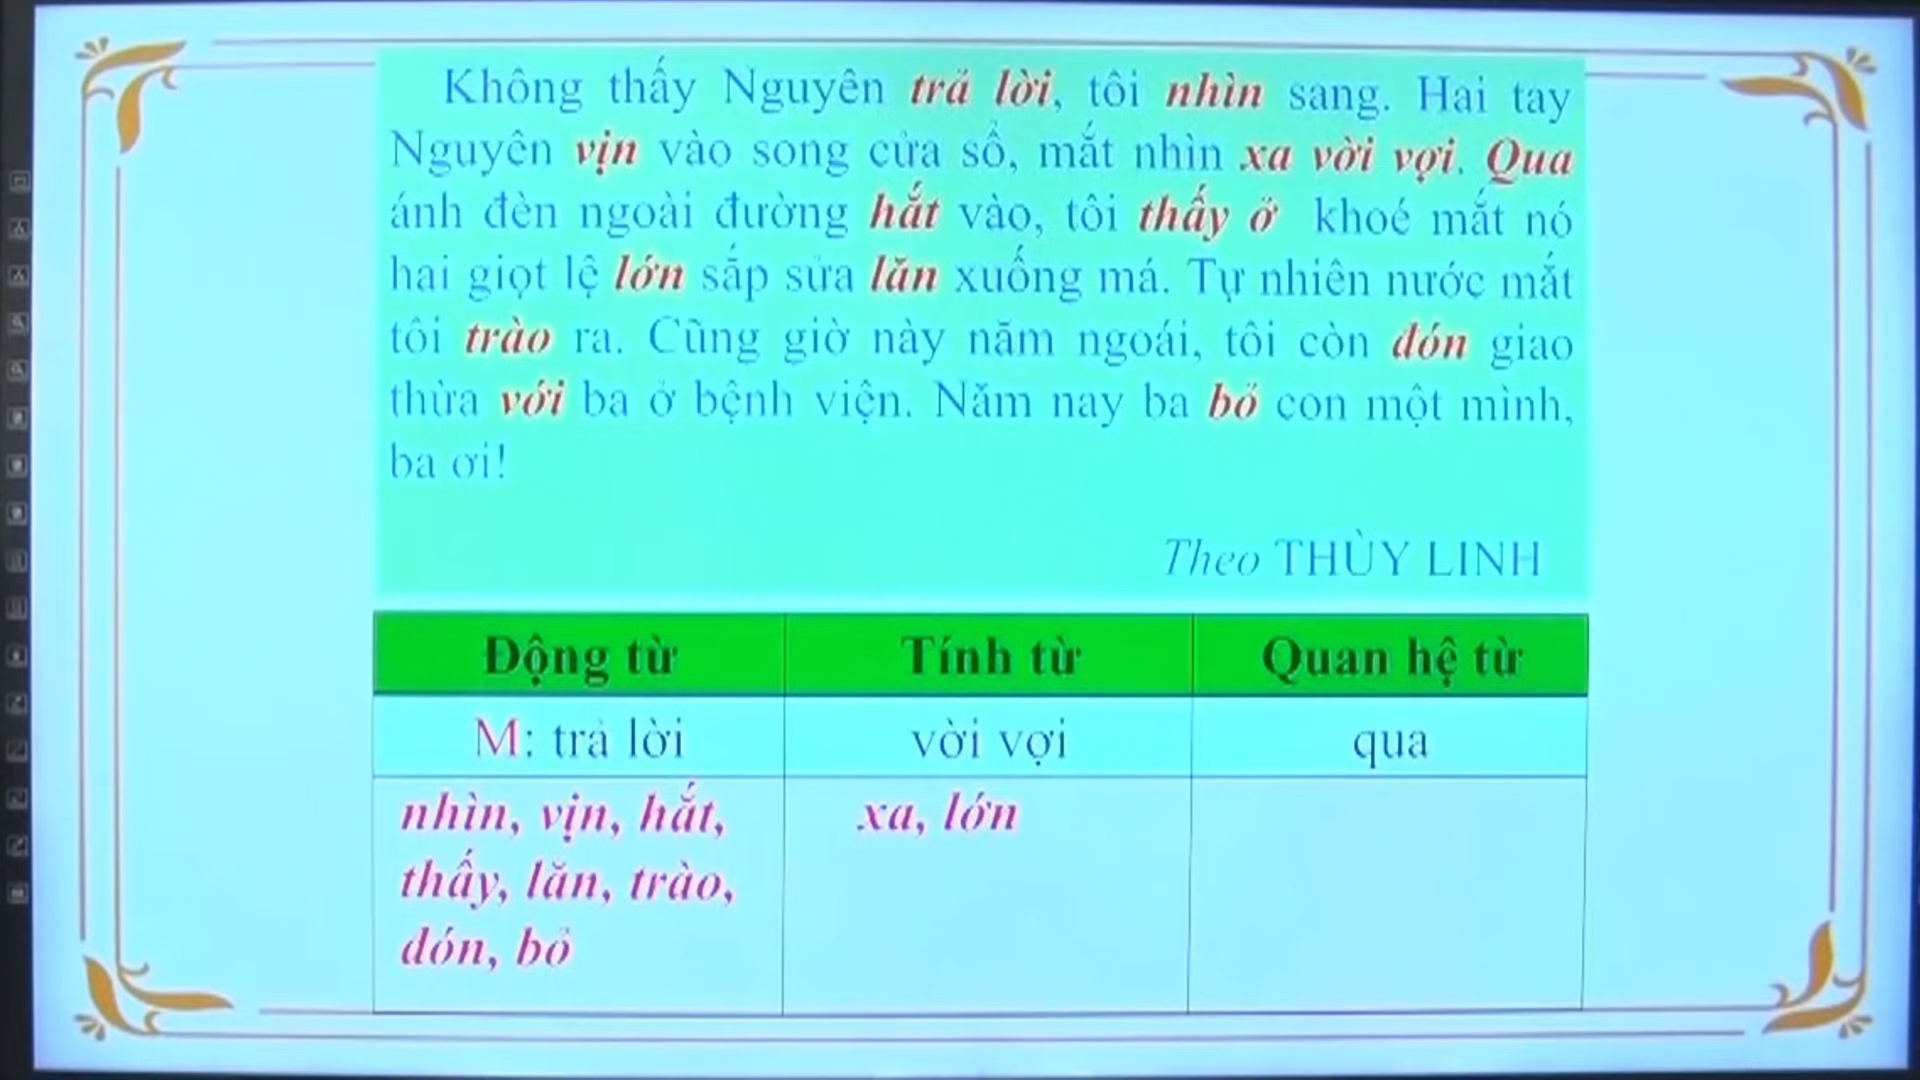 Không thấy Nguyên trả lời, tôi nhìn sang. Hai tay
Nguyên vịn vào song cửa sổ, mắt nhìn xa vời vợi. Qua
ánh đèn ngoài đường hắt vào, tôi thấy ở khoé mắt nó
hai giọt lệ lớn sắp sửa lăn xuống má. Tự nhiên nước mắt
tôi trào ra. Cũng giờ này năm ngoái, tôi còn đón giao
thừa với ba ở bệnh viện. Năm nay ba bỏ con một mình,
ba ơi!
Theo THÙY LINH
Động từ Tính từ Quan hệ từ
M: trả lời vời vợi qua
nhìn, vịn, hắt, xa, lớn
thấy, lăn, trào,
đón, bỏ